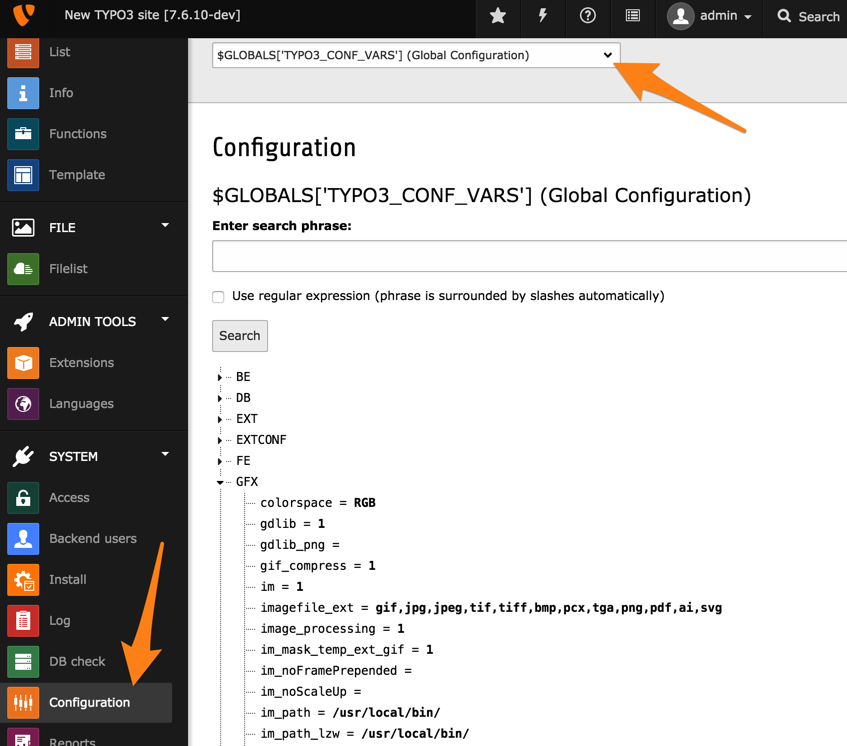 New TYPO3 site [7.6.10-dev]
admin
Search
List
Info
Functions
Template
FILE
Filelist
ADMIN TOOLS
Extensions
Languages
SYSTEM
Access
Backend users
Install
Log
DB check
Configuration
Reports
$GLOBALS['TYPO3_CONF_VARS'] (Global Configuration)
Configuration
$GLOBALS['TYPO3_CONF_VARS'] (Global Configuration)
Enter search phrase:
Use regular expression (phrase is surrounded by slashes automatically)
Search
BE
DB
EXT
EXTCONF
FE
GFX
colorspace = RGB
gdlib = 1
gdlib_png =
gif_compress = 1
im = 1
imagefile_ext = gif,jpg,jpeg,tif,tiff,bmp,pcx,tga,png,pdf,ai,svg
image_processing = 1
im_mask_temp_ext_gif = 1
im_noFramePrepended =
im_noScaleUp =
im_path = /usr/local/bin/
im_path_lzw = /usr/local/bin/